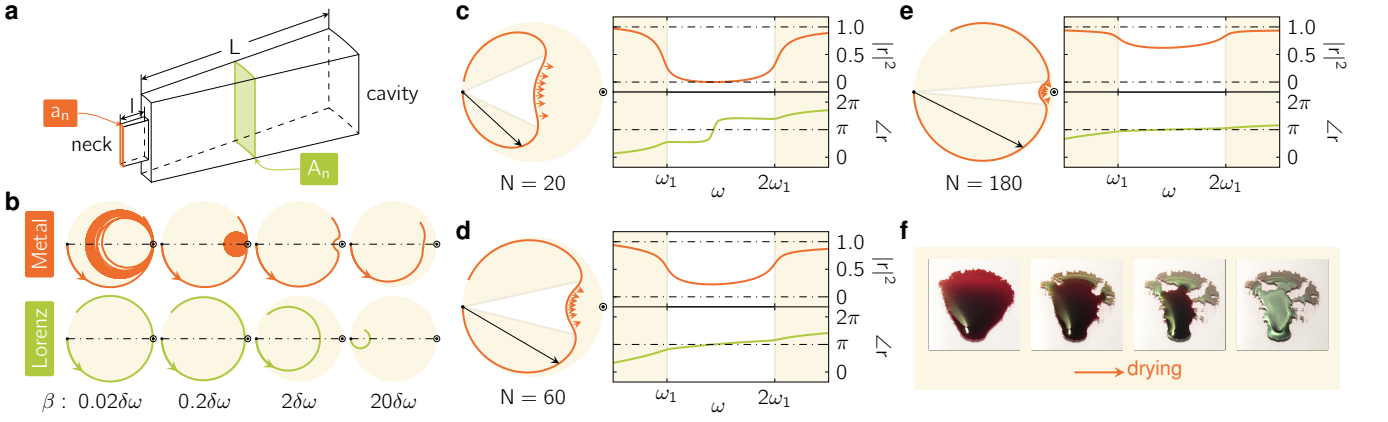 a
L
l
a_n
neck
cavity
A_n
b
Metal
Lorenz
β : 0.02δω 0.2δω 2δω 20δω
c
N = 20
1.0
0.5
0
|r|²
2π
π
0
∠r
ω₁ ω 2ω₁
d
N = 60
1.0
0.5
0
|r|²
2π
π
0
∠r
ω₁ ω 2ω₁
e
N = 180
1.0
0.5
0
|r|²
2π
π
0
∠r
ω₁ ω 2ω₁
f
drying